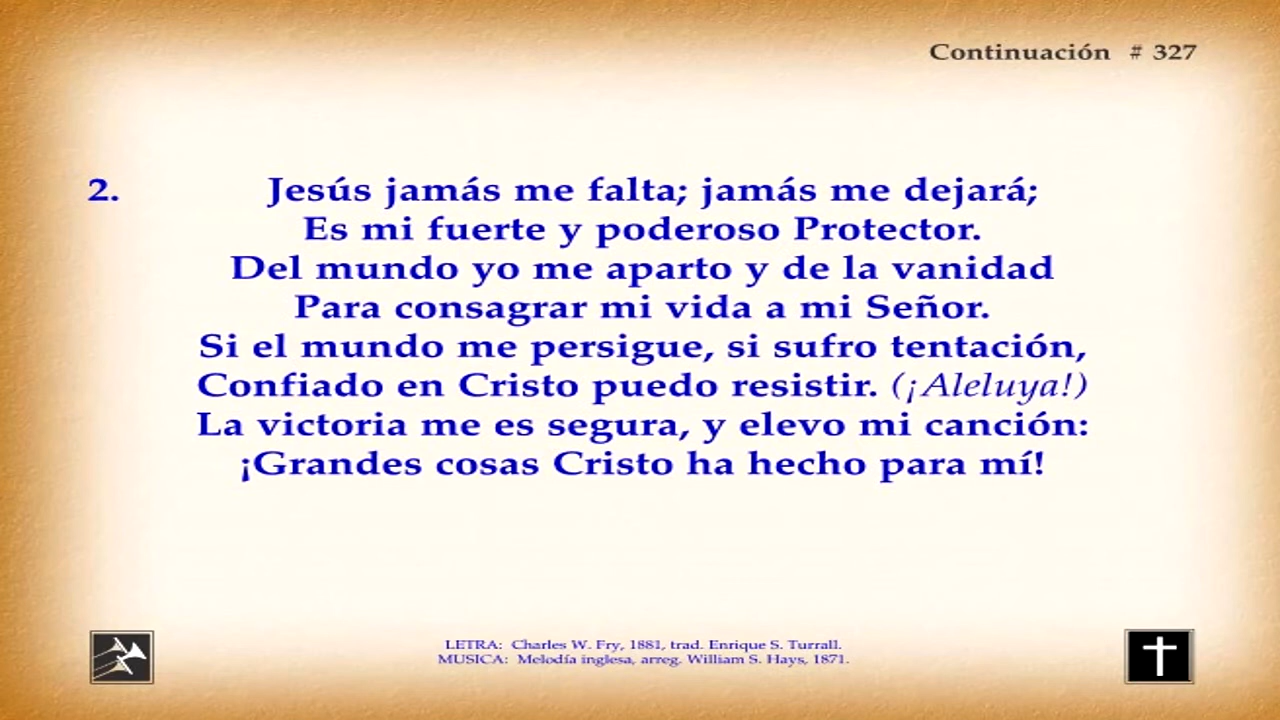 Continuación # 327
2. Jesús jamás me falta; jamás me dejará;
Es mi fuerte y poderoso Protector.
Del mundo yo me aparto y de la vanidad
Para consagrar mi vida a mi Señor.
Si el mundo me persigue, si sufro tentación,
Confiado en Cristo puedo resistir. (¡Aleluya!)
La victoria me es segura, y elevo mi canción:
¡Grandes cosas Cristo ha hecho para mí!
LETRA: Charles W. Fry, 1881, trad. Enrique S. Turrall.
MUSICA: Melodía inglesa, arreg. William S. Hays, 1871.